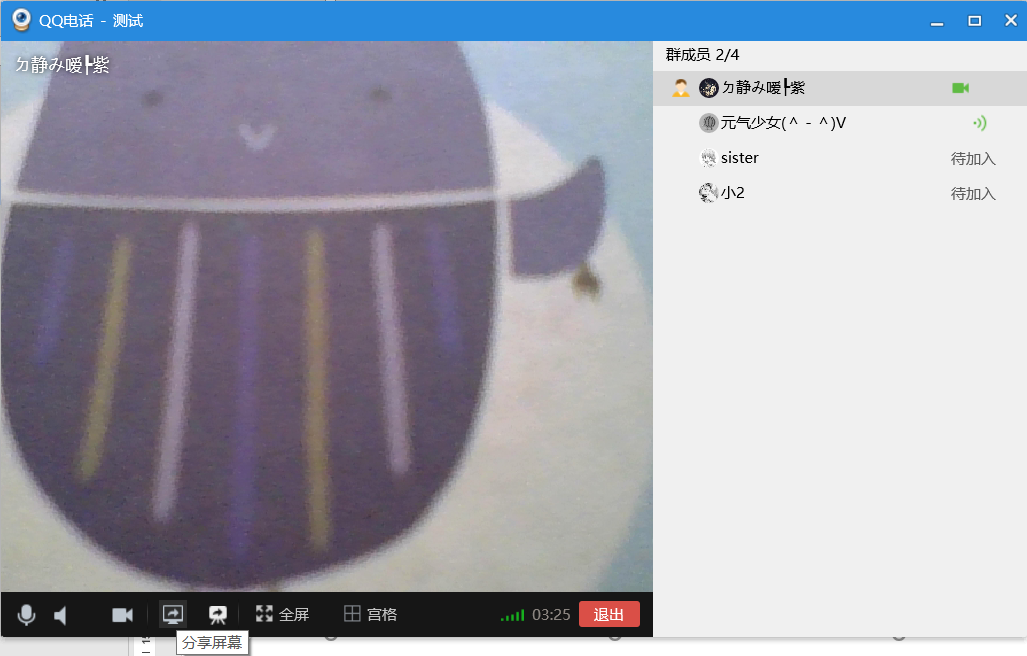 QQ电话 - 测试
ㄉ静み嗳┡紫
群成员 2/4
ㄉ静み嗳┡紫
元气少女(＾－＾)V
sister
待加入
小2
待加入
全屏
宫格
03:25
退出
分享屏幕